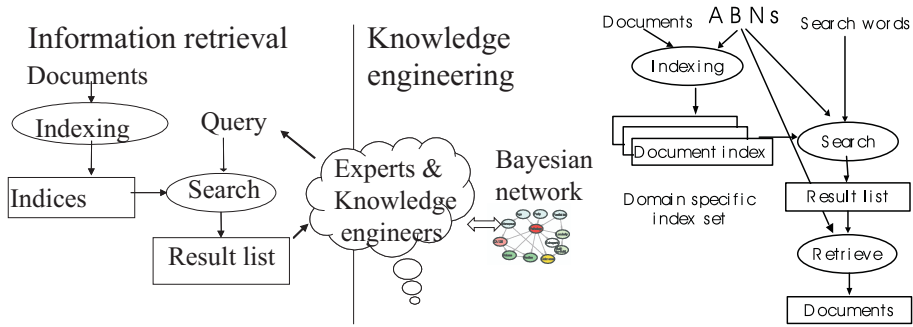 Information retrieval
Documents
Indexing
Indices
Query
Search
Result list
Knowledge
engineering
Experts &
Knowledge
engineers
Bayesian
network
Documents
ABNs
Search words
Indexing
Document index
Search
Domain specific
index set
Result list
Retrieve
Documents